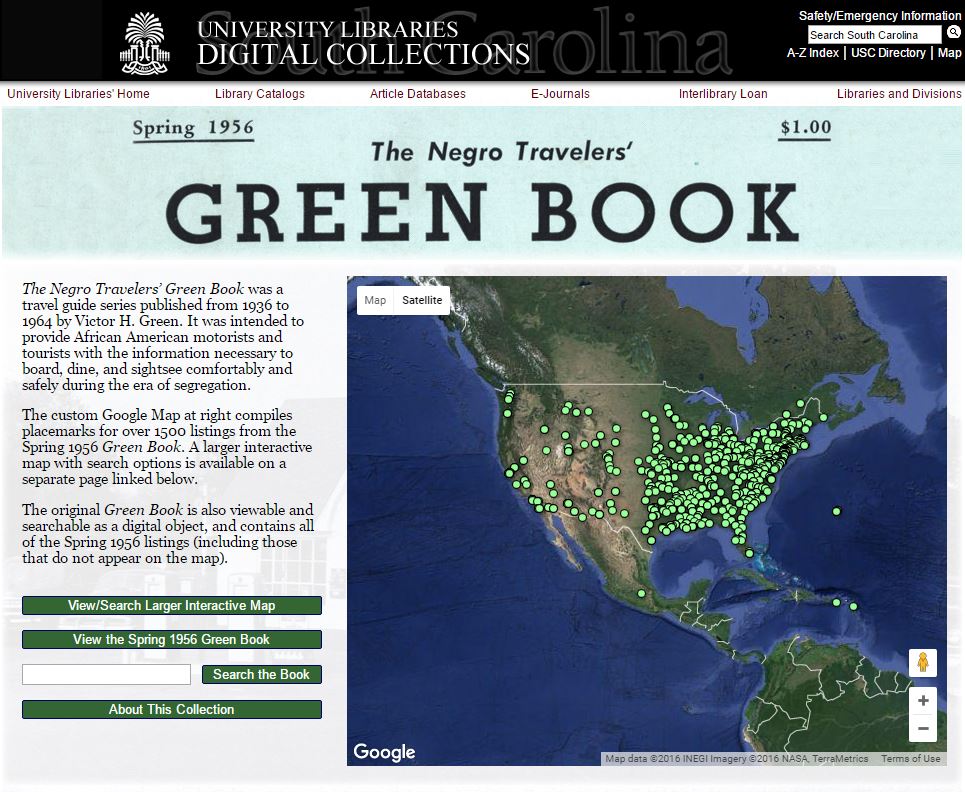 South Carolina
UNIVERSITY LIBRARIES
DIGITAL COLLECTIONS
Safety/Emergency Information
Search South Carolina
A-Z Index | USC Directory | Map
University Libraries' Home Library Catalogs Article Databases E-Journals Interlibrary Loan Libraries and Divisions
Spring 1956 $1.00
The Negro Travelers'
GREEN BOOK
The Negro Travelers' Green Book was a
travel guide series published from 1936 to
1964 by Victor H. Green. It was intended to
provide African American motorists and
tourists with the information necessary to
board, dine, and sightsee comfortably and
safely during the era of segregation.
The custom Google Map at right compiles
placemarks for over 1500 listings from the
Spring 1956 Green Book. A larger interactive
map with search options is available on a
separate page linked below.
The original Green Book is also viewable and
searchable as a digital object, and contains all
of the Spring 1956 listings (including those
that do not appear on the map).
View/Search Larger Interactive Map
View the Spring 1956 Green Book
Search the Book
About This Collection
Map Satellite
+
−
Google
Map data ©2016 INEGI Imagery ©2016 NASA, TerraMetrics Terms of Use